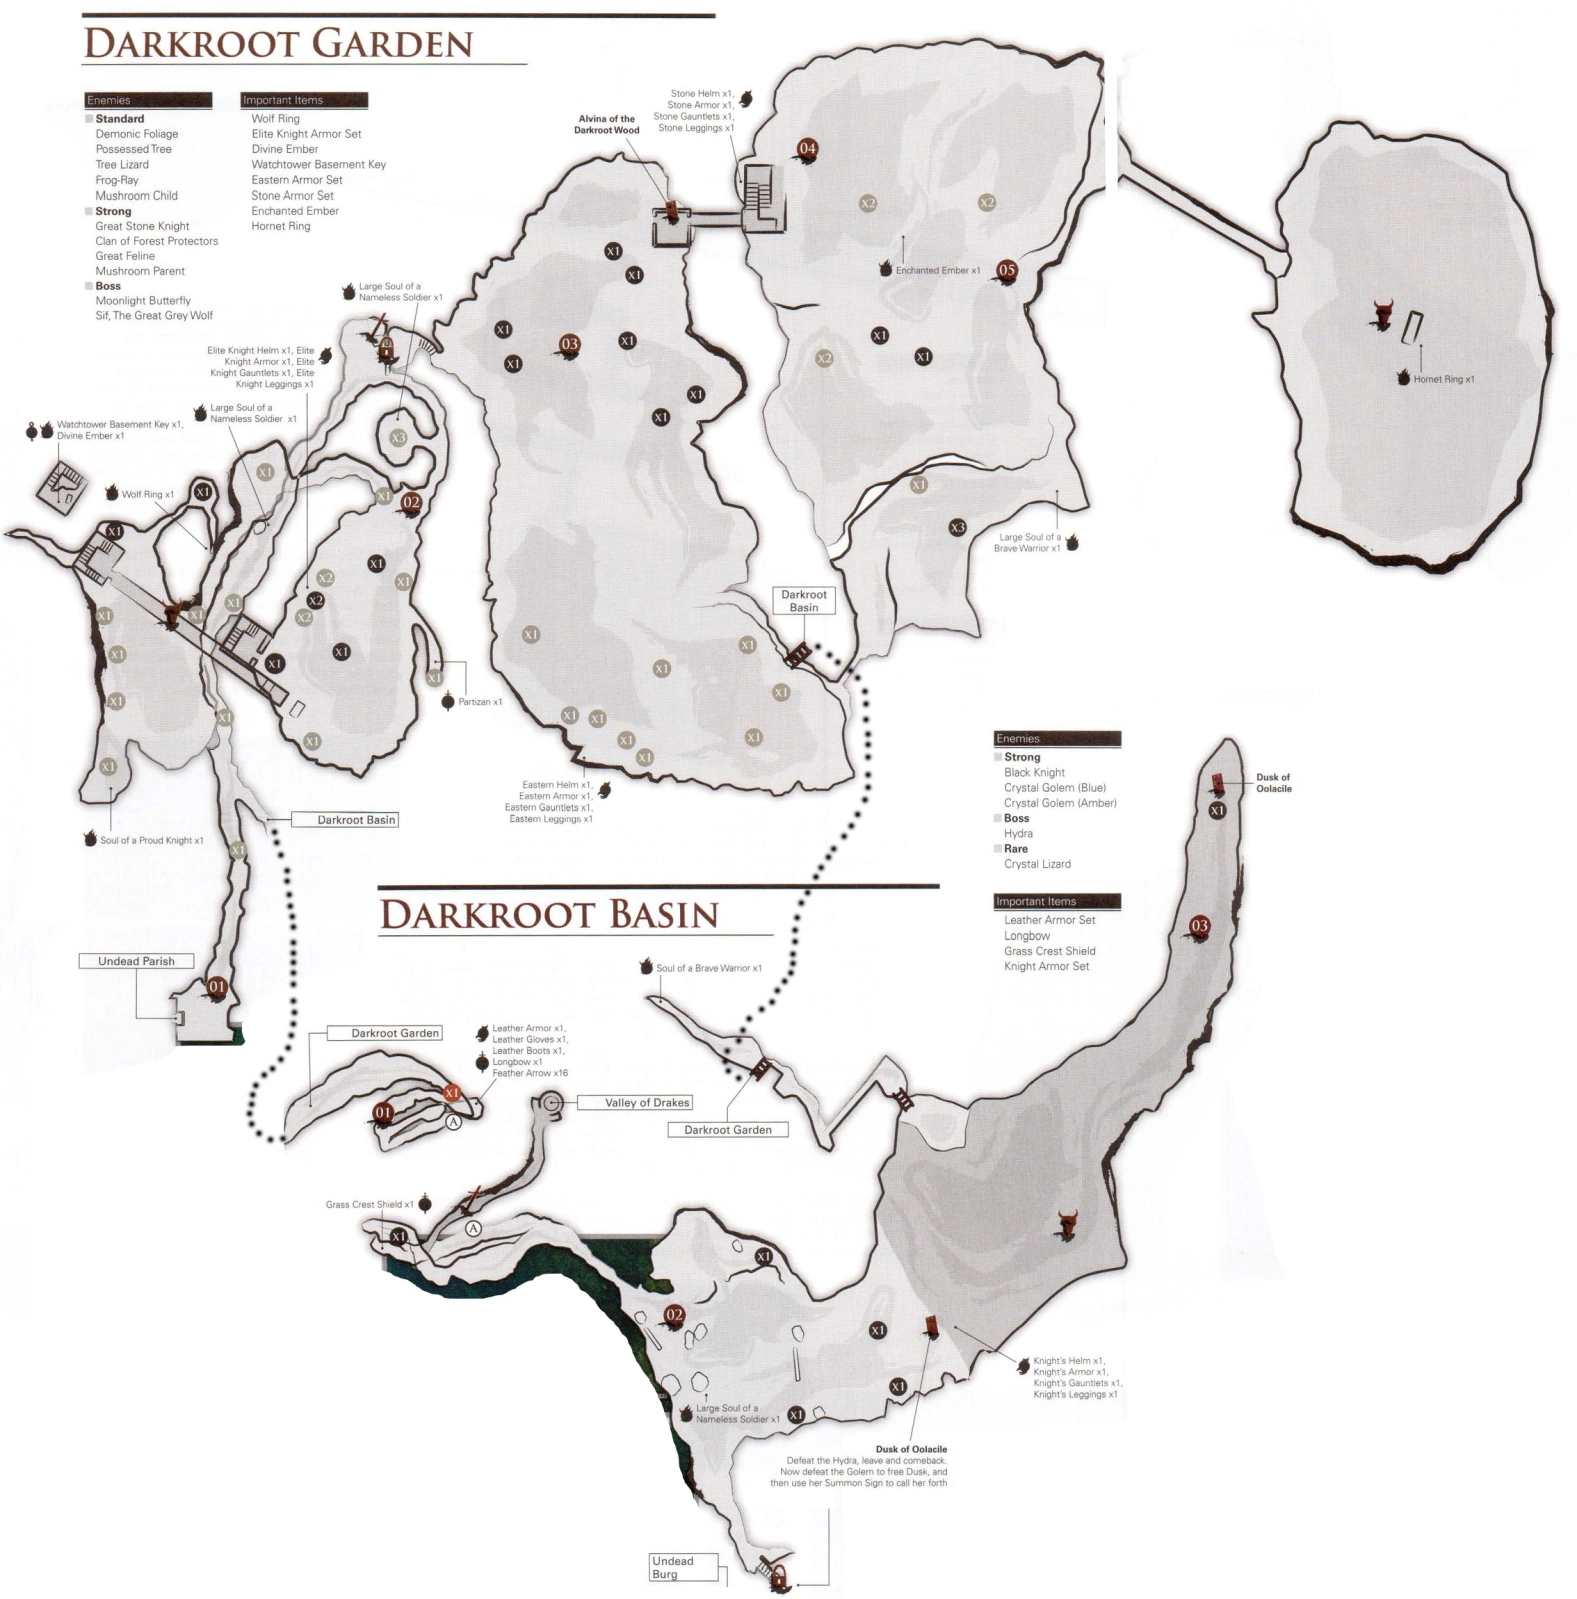 DARKROOT GARDEN
Enemies
Standard
Demonic Foliage
Possessed Tree
Tree Lizard
Frog-Ray
Mushroom Child
Strong
Great Stone Knight
Clan of Forest Protectors
Great Feline
Mushroom Parent
Boss
Moonlight Butterfly
Sif, The Great Grey Wolf
Important Items
Wolf Ring
Elite Knight Armor Set
Divine Ember
Watchtower Basement Key
Eastern Armor Set
Stone Armor Set
Enchanted Ember
Hornet Ring
Stone Helm x1,
Stone Armor x1,
Stone Gauntlets x1,
Stone Leggings x1
Alvina of the
Darkroot Wood
04
x2
x2
Enchanted Ember x1
05
x1
x1
x2
x1
x1
x1
x1
03
x1
x1
x1
x1
Hornet Ring x1
Large Soul of a
Nameless Soldier x1
Elite Knight Helm x1, Elite
Knight Armor x1, Elite
Knight Gauntlets x1, Elite
Knight Leggings x1
Large Soul of a
Nameless Soldier x1
Watchtower Basement Key x1,
Divine Ember x1
Wolf Ring x1
x1
x1
x1
x3
x1
02
x1
x2
x1
x2
x2
x1
x1
x1
x1
x1
x1
x1
x1
x1
x1
x1
Partizan x1
x1
x3
Large Soul of a
Brave Warrior x1
Darkroot
Basin
x1
x1
x1
x1
x1
x1
x1
x1
x1
Eastern Helm x1,
Eastern Armor x1,
Eastern Gauntlets x1,
Eastern Leggings x1
Soul of a Proud Knight x1
Darkroot Basin
x1
Undead Parish
01
DARKROOT BASIN
Enemies
Strong
Black Knight
Crystal Golem (Blue)
Crystal Golem (Amber)
Boss
Hydra
Rare
Crystal Lizard
Important Items
Leather Armor Set
Longbow
Grass Crest Shield
Knight Armor Set
Dusk of
Oolacile
x1
03
Soul of a Brave Warrior x1
Darkroot Garden
Leather Armor x1,
Leather Gloves x1,
Leather Boots x1,
Longbow x1
Feather Arrow x16
x1
01
A
Valley of Drakes
Darkroot Garden
Grass Crest Shield x1
x1
A
x1
02
x1
x1
x1
Large Soul of a
Nameless Soldier x1
Knight's Helm x1,
Knight's Armor x1,
Knight's Gauntlets x1,
Knight's Leggings x1
Dusk of Oolacile
Defeat the Hydra, leave and comeback.
Now defeat the Golem to free Dusk, and
then use her Summon Sign to call her forth
Undead
Burg